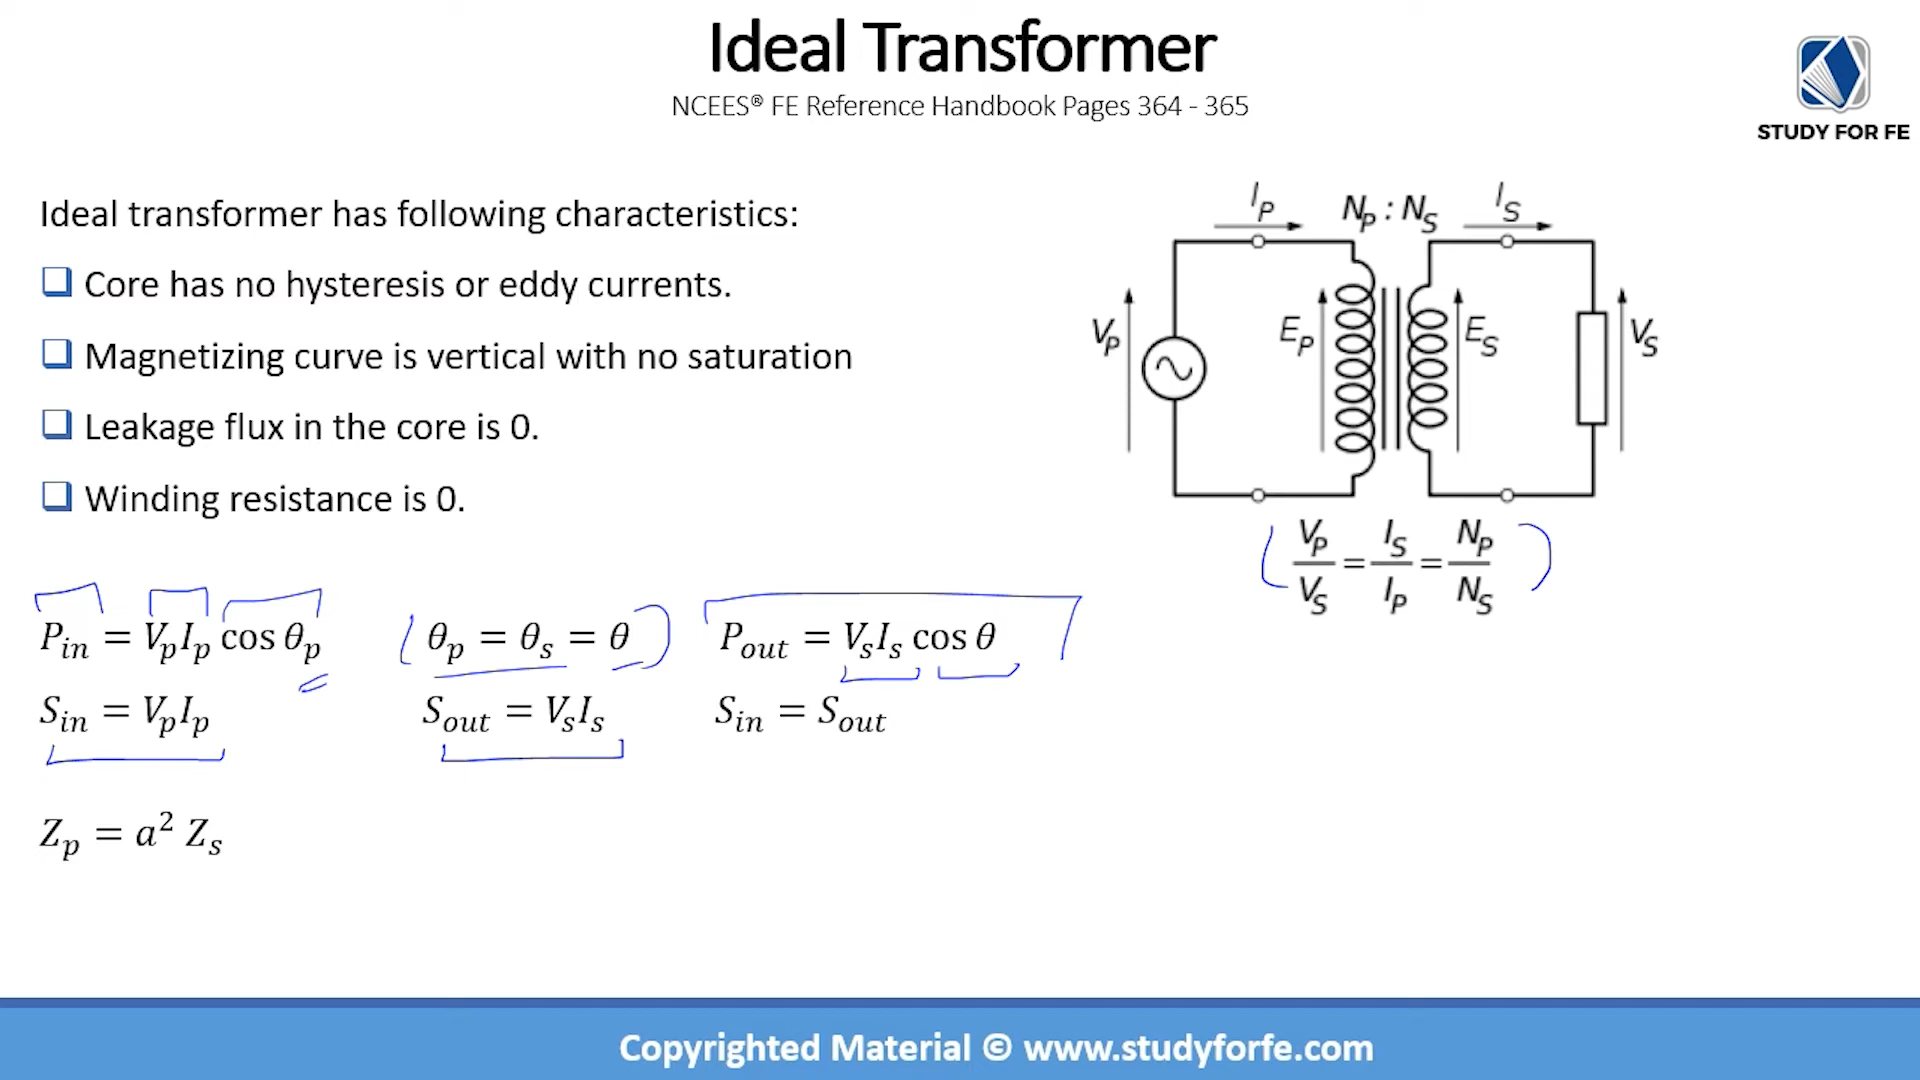 Ideal Transformer
NCEES® FE Reference Handbook Pages 364 - 365
STUDY FOR FE
Ideal transformer has following characteristics:
Core has no hysteresis or eddy currents.
Magnetizing curve is vertical with no saturation
Leakage flux in the core is 0.
Winding resistance is 0.
I_P N_P : N_S I_S
V_P E_P E_S V_S
V_P/V_S = I_S/I_P = N_P/N_S
P_in = V_p I_p cos θ_p θ_p = θ_s = θ P_out = V_s I_s cos θ
S_in = V_p I_p S_out = V_s I_s S_in = S_out
Z_p = a² Z_s
Copyrighted Material © www.studyforfe.com